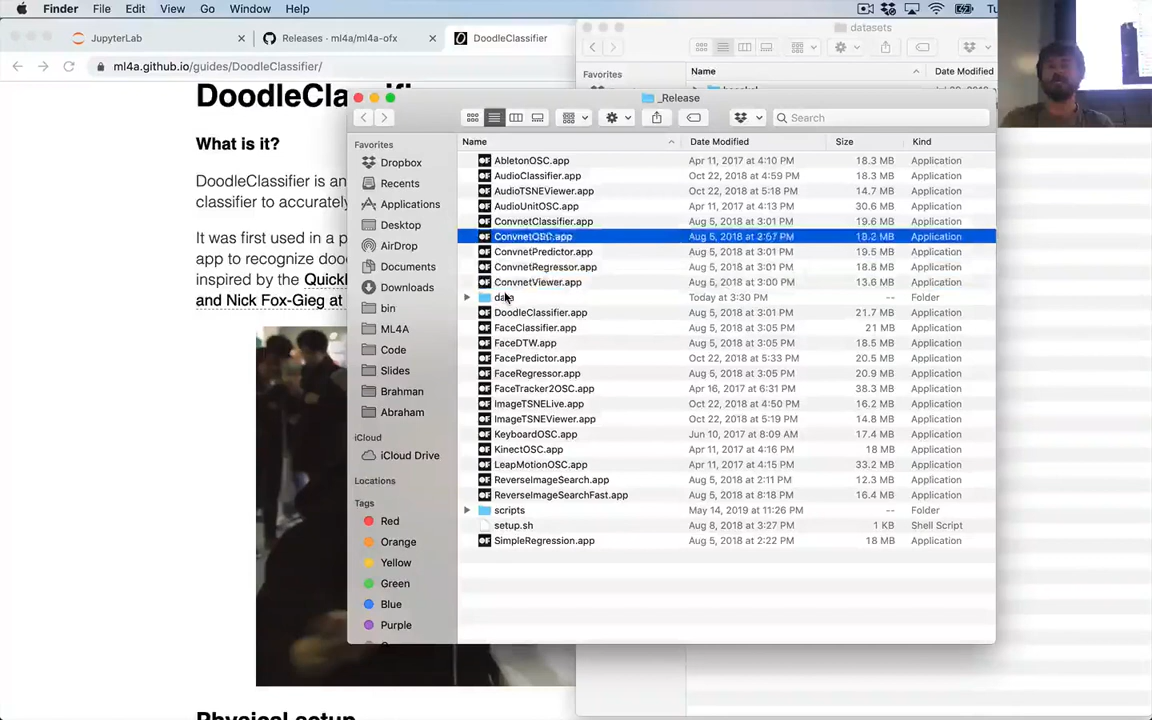 Finder File Edit View Go Window Help
JupyterLab
Releases · ml4a/ml4a-ofx
DoodleClassifier
datasets
ml4a.github.io/guides/DoodleClassifier/
Favorites
Name
Date Modified
What is it?
DoodleClassifier is an
classifier to accurately
It was first used in a p
app to recognize doo
inspired by the Quick
and Nick Fox-Gieg at
_Release
Search
Favorites
Dropbox
Recents
Applications
Desktop
AirDrop
Documents
Downloads
bin
ML4A
Code
Slides
Brahman
Abraham
iCloud
iCloud Drive
Locations
Tags
Red
Orange
Yellow
Green
Blue
Purple
Name Date Modified Size Kind
AbletonOSC.app Apr 11, 2017 at 4:10 PM 18.3 MB Application
AudioClassifier.app Oct 22, 2018 at 4:59 PM 18.3 MB Application
AudioTSNEViewer.app Oct 22, 2018 at 5:18 PM 14.7 MB Application
AudioUnitOSC.app Apr 11, 2017 at 4:13 PM 30.6 MB Application
ConvnetClassifier.app Aug 5, 2018 at 3:01 PM 19.6 MB Application
ConvnetOSC.app Aug 5, 2018 at 2:57 PM 19.2 MB Application
ConvnetPredictor.app Aug 5, 2018 at 3:01 PM 19.5 MB Application
ConvnetRegressor.app Aug 5, 2018 at 3:01 PM 18.8 MB Application
ConvnetViewer.app Aug 5, 2018 at 3:00 PM 13.6 MB Application
data Today at 3:30 PM -- Folder
DoodleClassifier.app Aug 5, 2018 at 3:01 PM 21.7 MB Application
FaceClassifier.app Aug 5, 2018 at 3:05 PM 21 MB Application
FaceDTW.app Aug 5, 2018 at 3:05 PM 18.5 MB Application
FacePredictor.app Oct 22, 2018 at 5:33 PM 20.5 MB Application
FaceRegressor.app Aug 5, 2018 at 3:05 PM 20.9 MB Application
FaceTracker2OSC.app Apr 16, 2017 at 6:31 PM 38.3 MB Application
ImageTSNELive.app Oct 22, 2018 at 4:50 PM 16.2 MB Application
ImageTSNEViewer.app Oct 22, 2018 at 5:19 PM 14.8 MB Application
KeyboardOSC.app Jun 10, 2017 at 8:09 AM 17.4 MB Application
KinectOSC.app Apr 11, 2017 at 4:16 PM 18 MB Application
LeapMotionOSC.app Apr 11, 2017 at 4:15 PM 33.2 MB Application
ReverseImageSearch.app Aug 5, 2018 at 2:11 PM 12.3 MB Application
ReverseImageSearchFast.app Aug 5, 2018 at 8:18 PM 16.4 MB Application
scripts May 14, 2019 at 11:26 PM -- Folder
setup.sh Aug 8, 2018 at 3:27 PM 1 KB Shell Script
SimpleRegression.app Aug 5, 2018 at 2:22 PM 18 MB Application
Physical setup